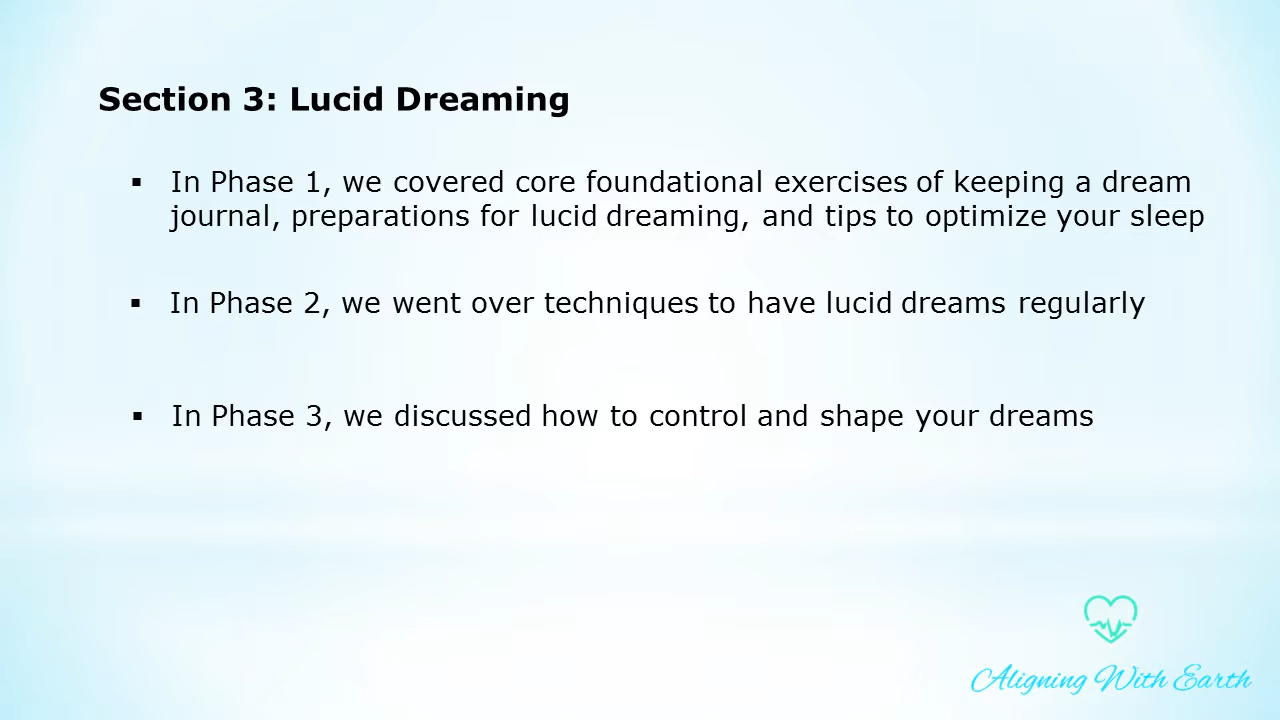 Section 3: Lucid Dreaming
▪ In Phase 1, we covered core foundational exercises of keeping a dream
journal, preparations for lucid dreaming, and tips to optimize your sleep
▪ In Phase 2, we went over techniques to have lucid dreams regularly
▪ In Phase 3, we discussed how to control and shape your dreams
Aligning With Earth